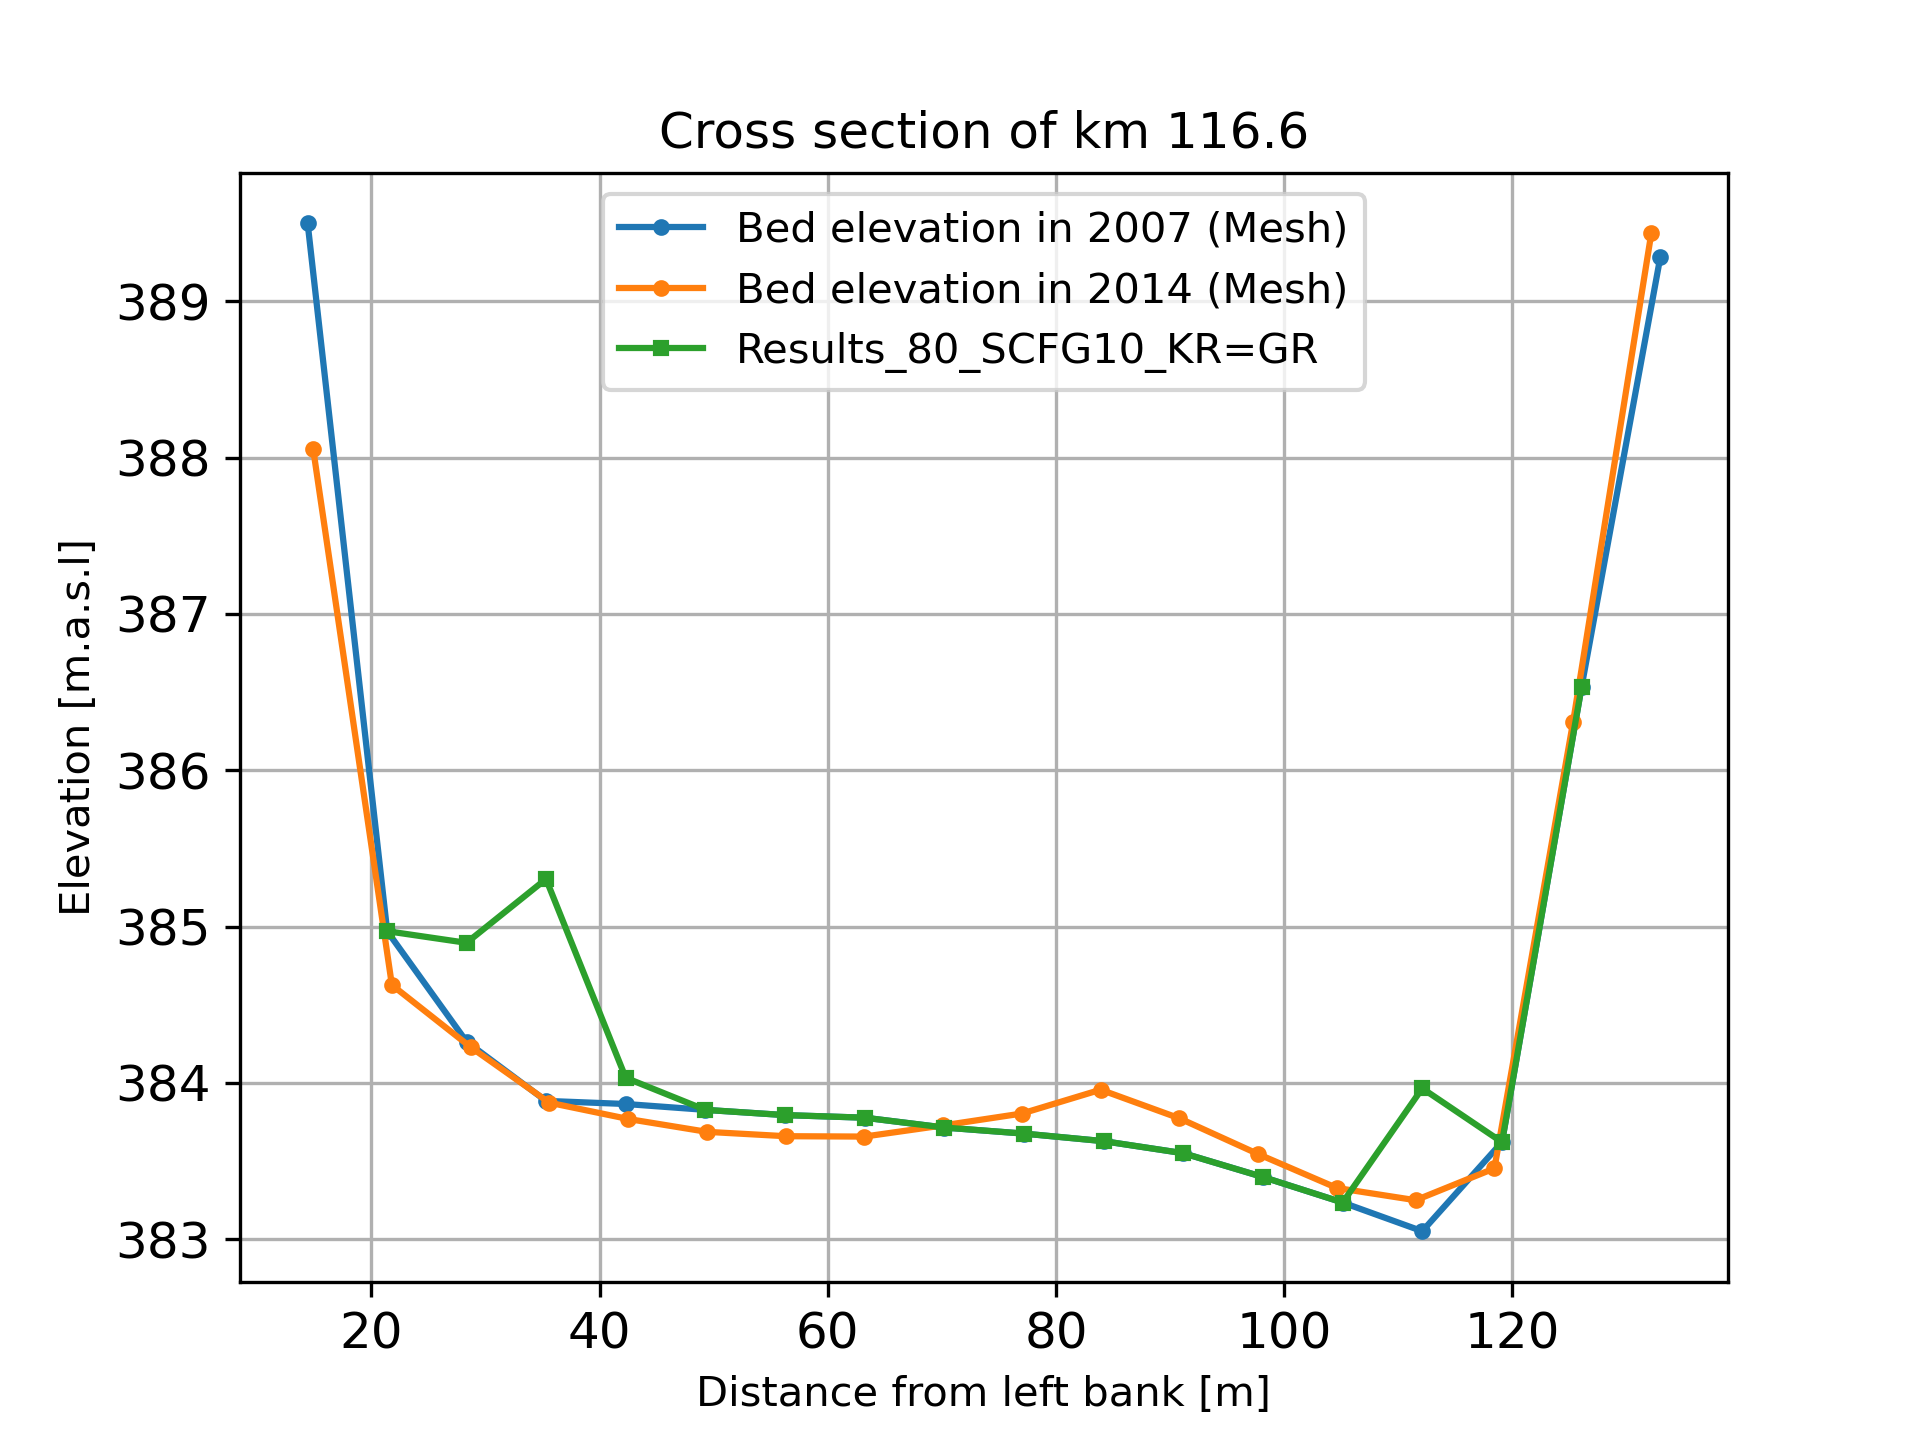 Cross section of km 116.6
Bed elevation in 2007 (Mesh)
Bed elevation in 2014 (Mesh)
Results_80_SCFG10_KR=GR
389
388
387
386
385
384
383
Elevation [m.a.s.l]
20 40 60 80 100 120
Distance from left bank [m]